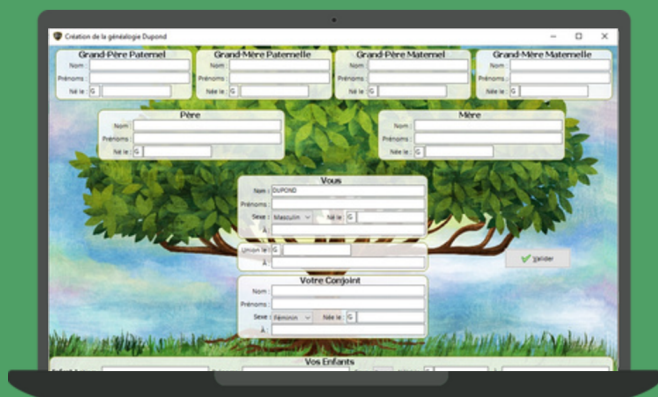 Création de la généalogie Dupond
Grand-Père Paternel Grand-Mère Paternelle Grand-Père Maternel Grand-Mère Maternelle
Nom : Nom : Nom : Nom :
Prénoms : Prénoms : Prénoms : Prénoms :
Né le : G Née le : G Né le : G Née le : G
Père Mère
Nom : Nom :
Prénoms : Prénoms :
Né le : G Née le : G
Vous
Nom : DUPOND
Prénoms :
Sexe : Masculin Né le : G
À :
Union le : G
À : Valider
Votre Conjoint
Nom :
Prénoms :
Sexe : Féminin Née le : G
À :
Vos Enfants